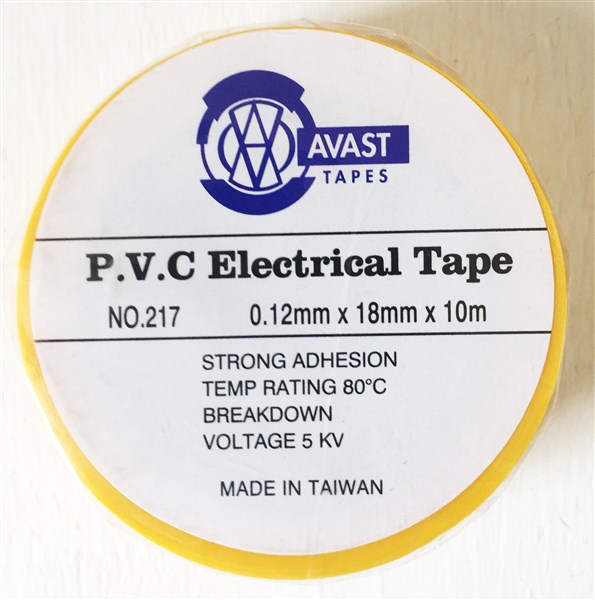 AVAST
TAPES
P.V.C Electrical Tape
NO.217 0.12mm x 18mm x 10m
STRONG ADHESION
TEMP RATING 80°C
BREAKDOWN
VOLTAGE 5 KV
MADE IN TAIWAN